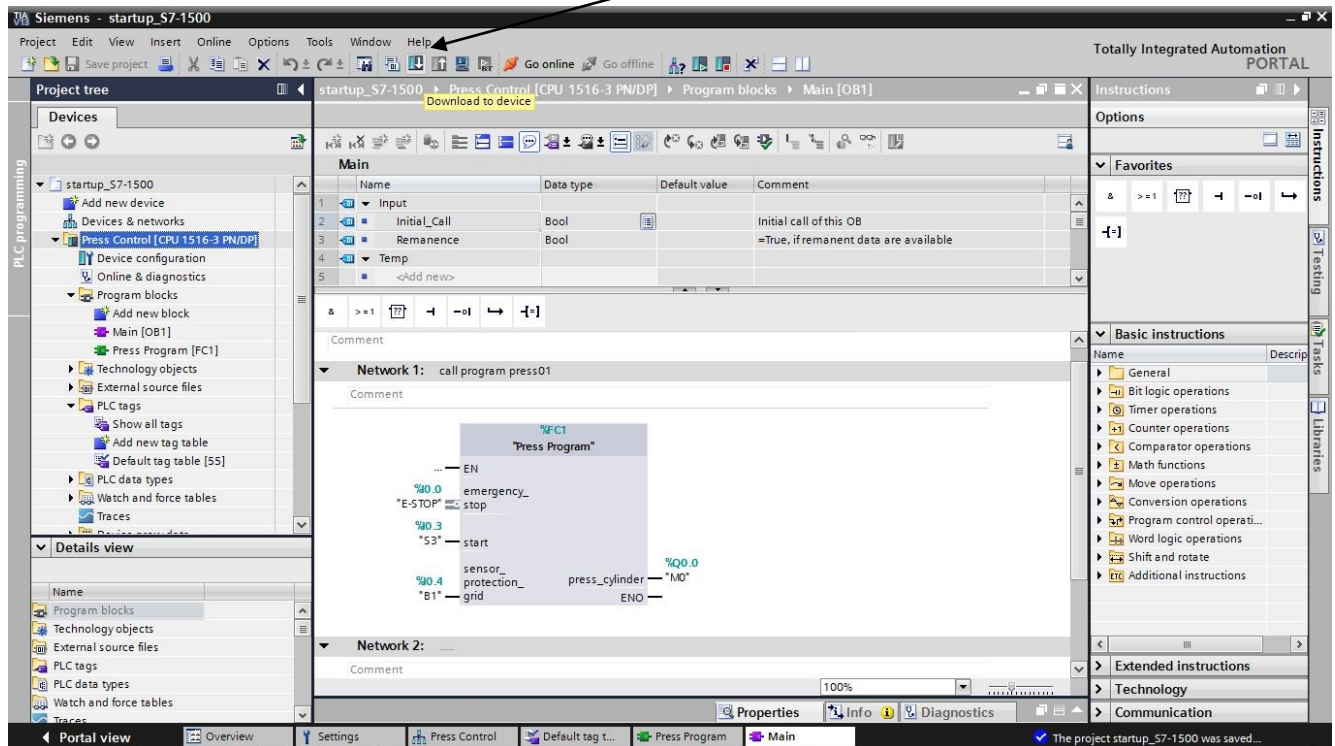 Siemens - startup_S7-1500
Project Edit View Insert Online Options Tools Window Help
Totally Integrated Automation
PORTAL
Save project Go online Go offline
Download to device
Project tree
Devices
PLC programming
startup_S7-1500
Add new device
Devices & networks
Press Control [CPU 1516-3 PN/DP]
Device configuration
Online & diagnostics
Program blocks
Add new block
Main [OB1]
Press Program [FC1]
Technology objects
External source files
PLC tags
Show all tags
Add new tag table
Default tag table [55]
PLC data types
Watch and force tables
Traces
Details view
Name
Program blocks
Technology objects
External source files
PLC tags
PLC data types
Watch and force tables
Traces
startup_S7-1500 Press Control [CPU 1516-3 PN/DP] Program blocks Main [OB1]
Main
Name Data type Default value Comment
1 Input
2 Initial_Call Bool Initial call of this OB
3 Remanence Bool =True, if remanent data are available
4 Temp
5 <Add new>
& >=1 ??
Comment
Network 1: call program press01
Comment
%FC1
"Press Program"
... EN
%I0.0
"E-STOP" emergency_
stop
%I0.3
"S3" start
%I0.4
"B1" sensor_
protection_
grid
%Q0.0
press_cylinder "M0"
ENO
Network 2: .....
Comment
100%
Properties Info Diagnostics
Instructions
Options
Favorites
& >=1 ??
Basic instructions
Name Descrip
General
Bit logic operations
Timer operations
Counter operations
Comparator operations
Math functions
Move operations
Conversion operations
Program control operati...
Word logic operations
Shift and rotate
Additional instructions
Extended instructions
Technology
Communication
Instructions
Testing
Tasks
Libraries
Portal view Overview Settings Press Control Default tag t... Press Program Main The project startup_S7-1500 was saved...